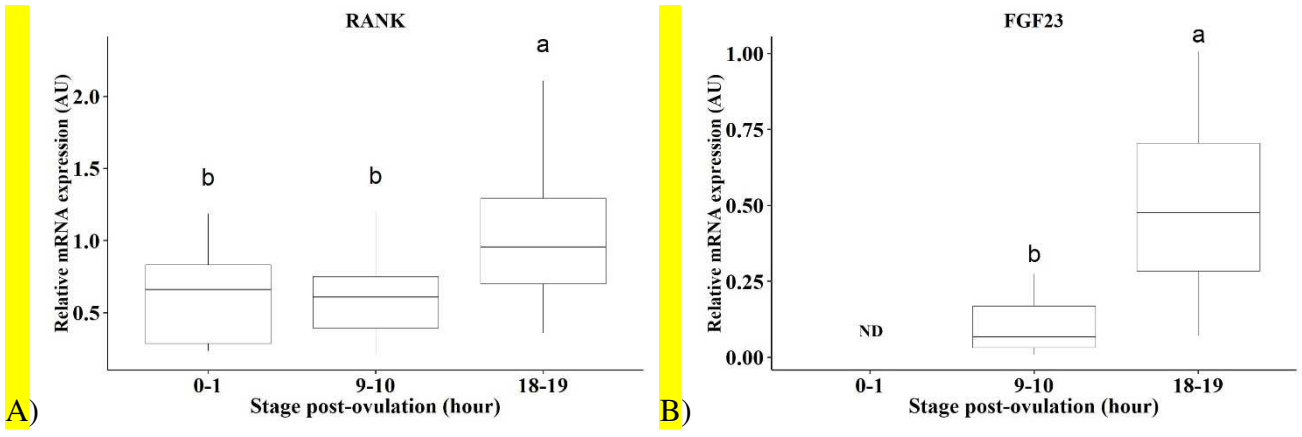 RANK
Relative mRNA expression (AU)
2.0
1.5
1.0
0.5
b
b
a
0-1
9-10
18-19
Stage post-ovulation (hour)
A)
FGF23
Relative mRNA expression (AU)
1.00
0.75
0.50
0.25
0.00
ND
b
a
0-1
9-10
18-19
Stage post-ovulation (hour)
B)